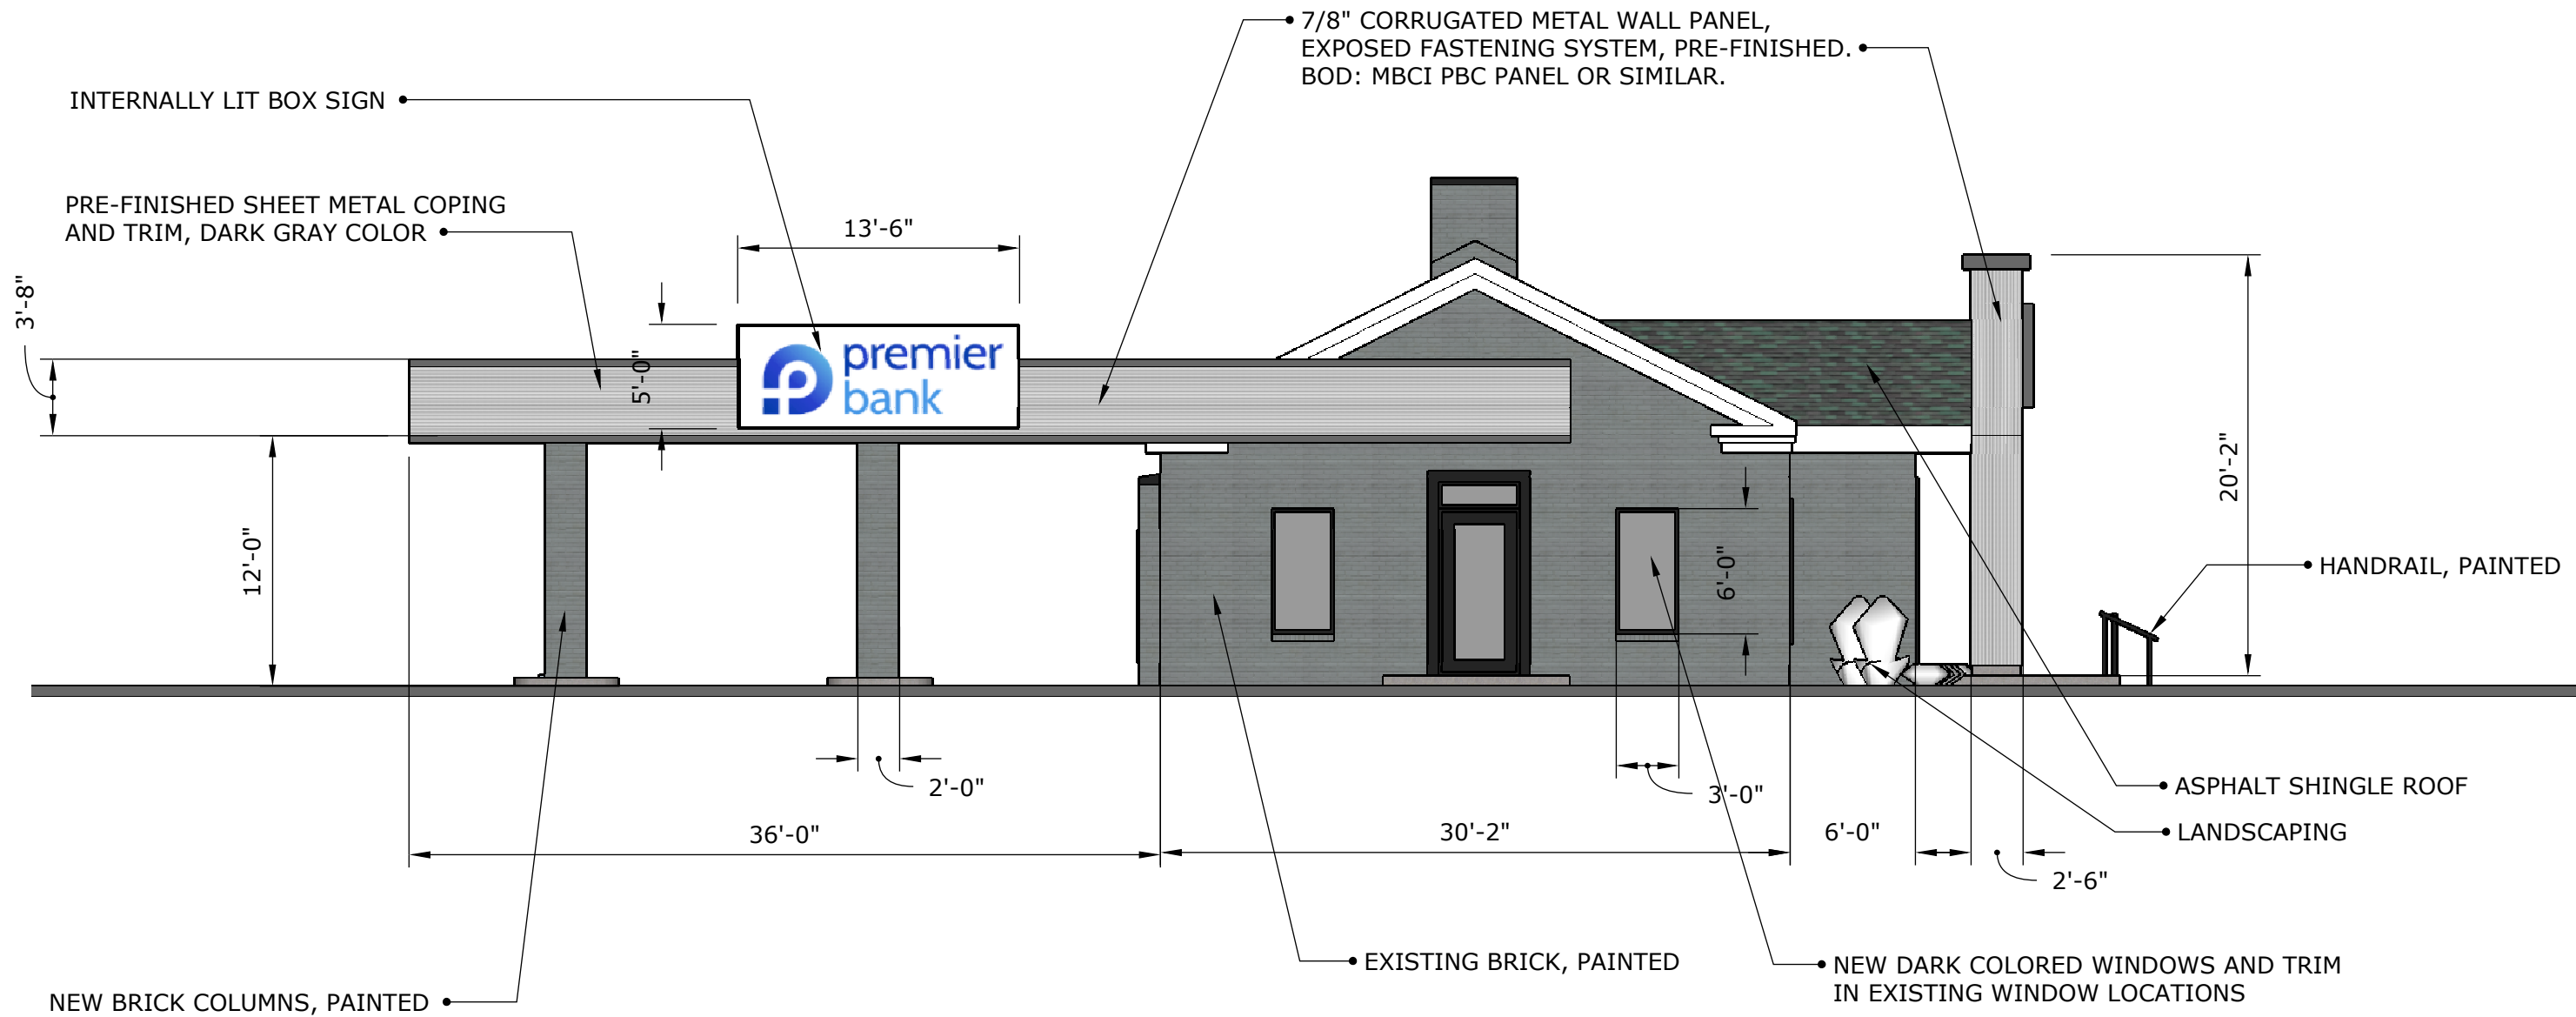 7/8" CORRUGATED METAL WALL PANEL,
EXPOSED FASTENING SYSTEM, PRE-FINISHED.
BOD: MBCI PBC PANEL OR SIMILAR.
INTERNALLY LIT BOX SIGN
PRE-FINISHED SHEET METAL COPING
AND TRIM, DARK GRAY COLOR
13'-6"
3'-8"
5'-0"
premier
bank
12'-0"
6'-0"
20'-2"
HANDRAIL, PAINTED
2'-0"
3'-0"
ASPHALT SHINGLE ROOF
36'-0"
30'-2"
6'-0"
LANDSCAPING
2'-6"
EXISTING BRICK, PAINTED
NEW DARK COLORED WINDOWS AND TRIM
IN EXISTING WINDOW LOCATIONS
NEW BRICK COLUMNS, PAINTED